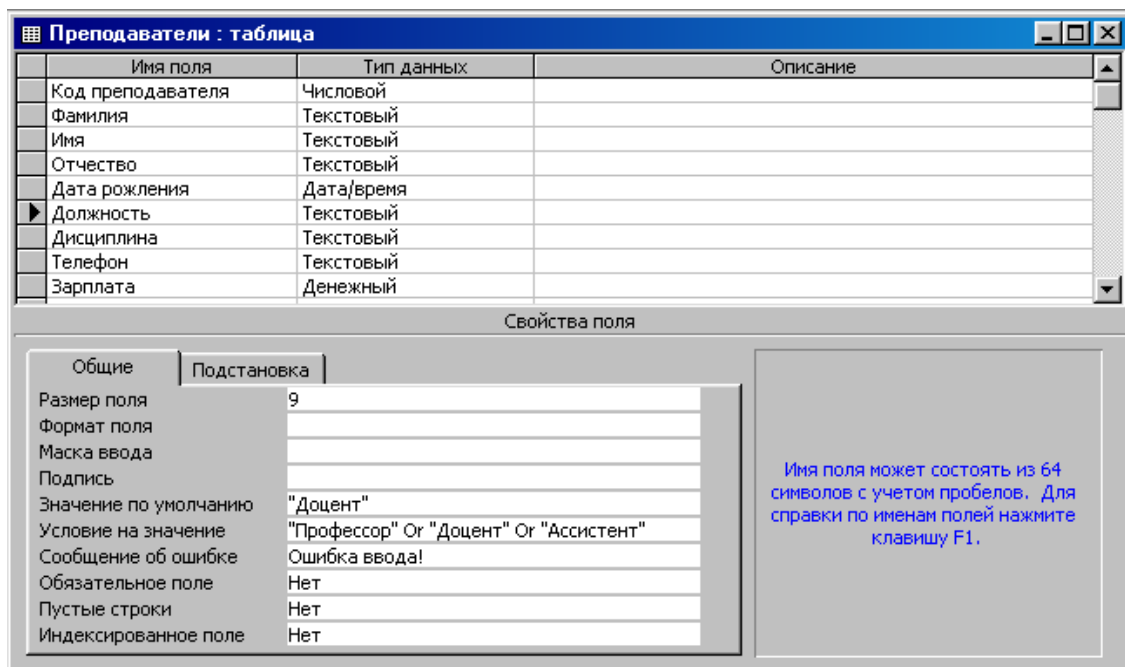 Преподаватели : таблица
Имя поля Тип данных Описание
Код преподавателя Числовой
Фамилия Текстовый
Имя Текстовый
Отчество Текстовый
Дата рожления Дата/время
Должность Текстовый
Дисциплина Текстовый
Телефон Текстовый
Зарплата Денежный
Свойства поля
Общие Подстановка
Размер поля 9
Формат поля
Маска ввода
Подпись
Значение по умолчанию "Доцент"
Условие на значение "Профессор" Or "Доцент" Or "Ассистент"
Сообщение об ошибке Ошибка ввода!
Обязательное поле Нет
Пустые строки Нет
Индексированное поле Нет
Имя поля может состоять из 64
символов с учетом пробелов. Для
справки по именам полей нажмите
клавишу F1.